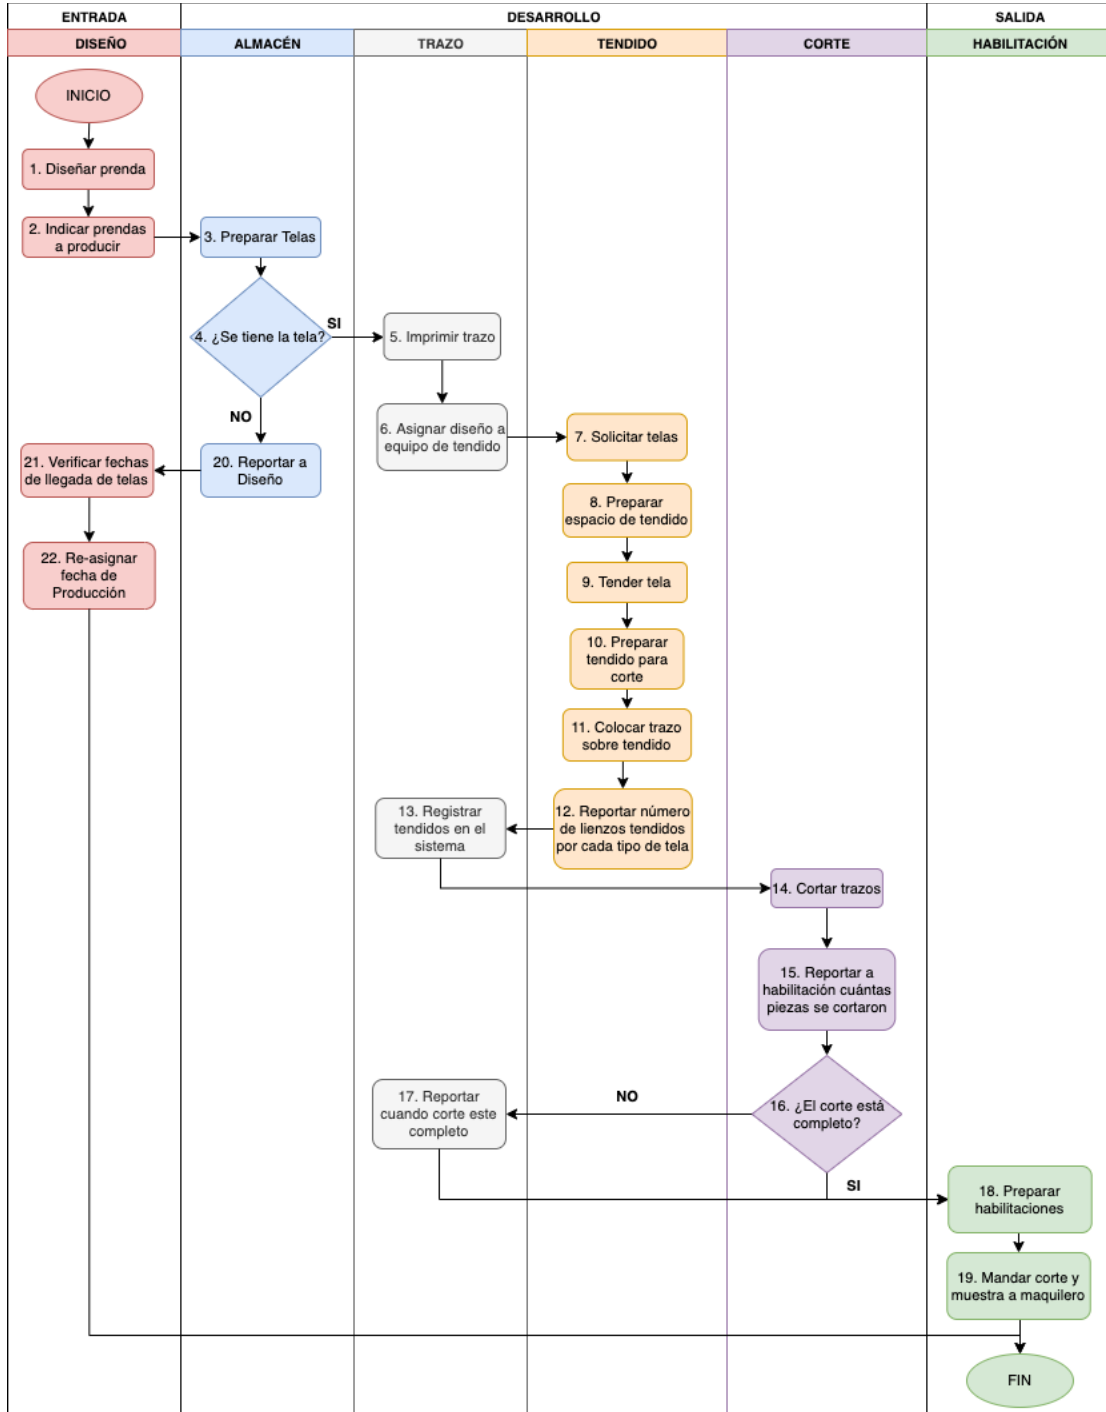 ENTRADA
DESARROLLO
SALIDA
DISEÑO
ALMACÉN
TRAZO
TENDIDO
CORTE
HABILITACIÓN
INICIO
1. Diseñar prenda
2. Indicar prendas
a producir
3. Preparar Telas
4. ¿Se tiene la tela?
SI
5. Imprimir trazo
NO
6. Asignar diseño a
equipo de tendido
7. Solicitar telas
20. Reportar a
Diseño
21. Verificar fechas
de llegada de telas
22. Re-asignar
fecha de
Producción
8. Preparar
espacio de tendido
9. Tender tela
10. Preparar
tendido para
corte
11. Colocar trazo
sobre tendido
12. Reportar número
de lienzos tendidos
por cada tipo de tela
13. Registrar
tendidos en el
sistema
14. Cortar trazos
15. Reportar a
habilitación cuántas
piezas se cortaron
16. ¿El corte está
completo?
NO
17. Reportar
cuando corte este
completo
SI
18. Preparar
habilitaciones
19. Mandar corte y
muestra a maquilero
FIN